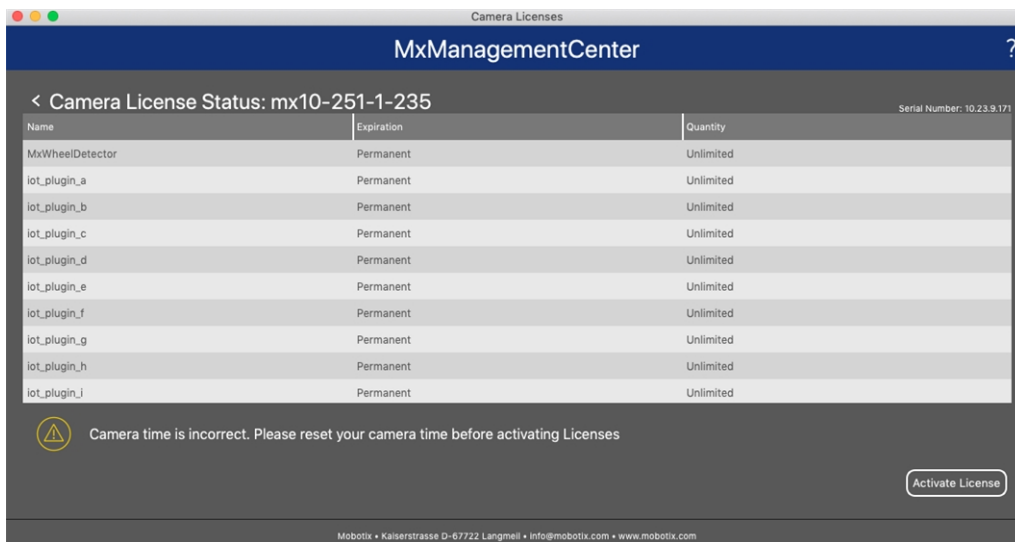 Camera Licenses
MxManagementCenter
?
< Camera License Status: mx10-251-1-235
Serial Number: 10.23.9.171
Name Expiration Quantity
MxWheelDetector Permanent Unlimited
iot_plugin_a Permanent Unlimited
iot_plugin_b Permanent Unlimited
iot_plugin_c Permanent Unlimited
iot_plugin_d Permanent Unlimited
iot_plugin_e Permanent Unlimited
iot_plugin_f Permanent Unlimited
iot_plugin_g Permanent Unlimited
iot_plugin_h Permanent Unlimited
iot_plugin_i Permanent Unlimited
Camera time is incorrect. Please reset your camera time before activating Licenses
Activate License
Mobotix • Kaiserstrasse D-67722 Langmeil • info@mobotix.com • www.mobotix.com